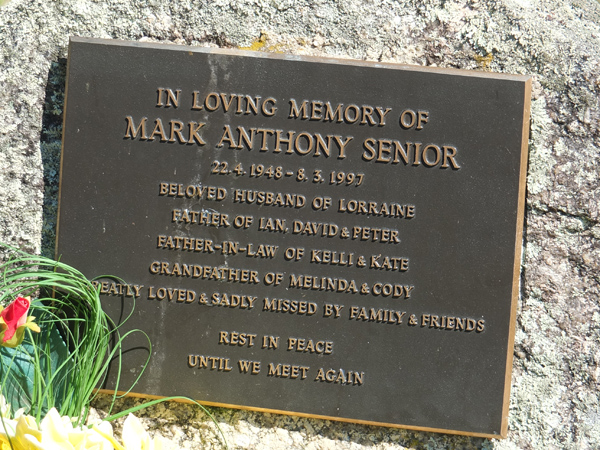 IN LOVING MEMORY OF
MARK ANTHONY SENIOR
22.4.1948 - 8.3.1997
BELOVED HUSBAND OF LORRAINE
FATHER OF IAN, DAVID & PETER
FATHER-IN-LAW OF KELLI & KATE
GRANDFATHER OF MELINDA & CODY
LOVED & SADLY MISSED BY FAMILY & FRIENDS
REST IN PEACE
UNTIL WE MEET AGAIN